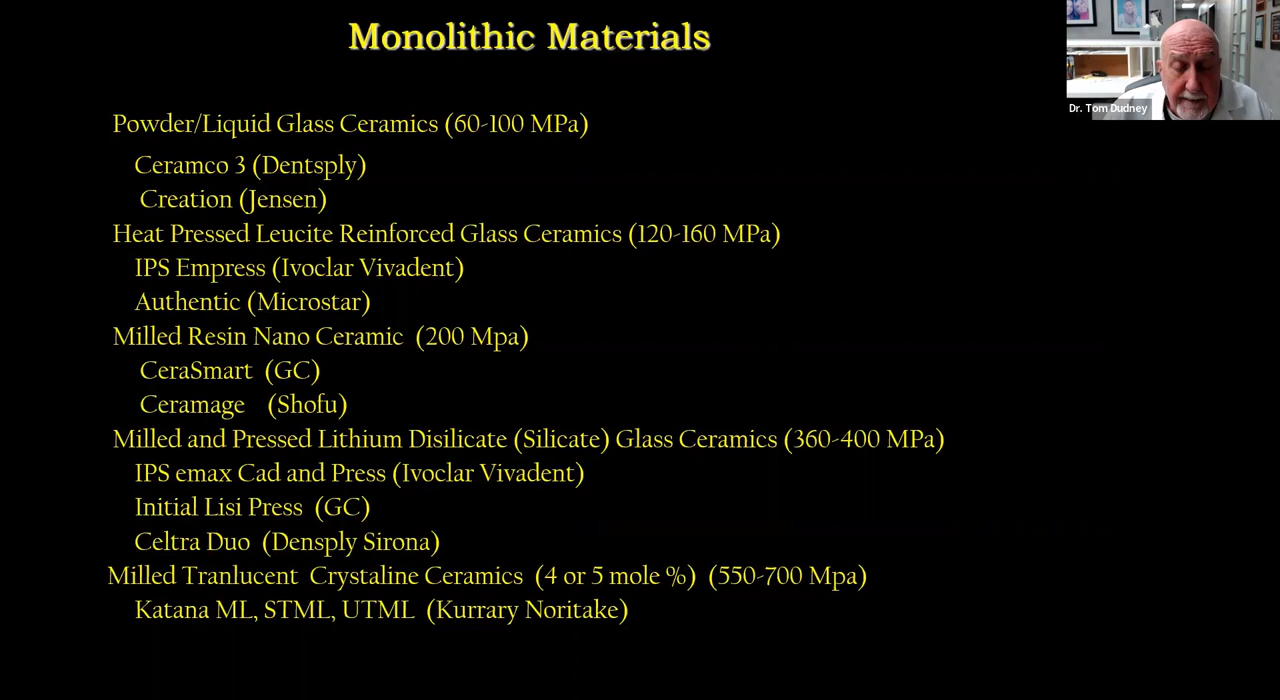 Monolithic Materials
Dr. Tom Dudney
Powder/Liquid Glass Ceramics (60-100 MPa)
Ceramco 3 (Dentsply)
Creation (Jensen)
Heat Pressed Leucite Reinforced Glass Ceramics (120-160 MPa)
IPS Empress (Ivoclar Vivadent)
Authentic (Microstar)
Milled Resin Nano Ceramic (200 Mpa)
CeraSmart (GC)
Ceramage (Shofu)
Milled and Pressed Lithium Disilicate (Silicate) Glass Ceramics (360-400 MPa)
IPS emax Cad and Press (Ivoclar Vivadent)
Initial Lisi Press (GC)
Celtra Duo (Densply Sirona)
Milled Tranlucent Crystaline Ceramics (4 or 5 mole %) (550-700 Mpa)
Katana ML, STML, UTML (Kurrary Noritake)